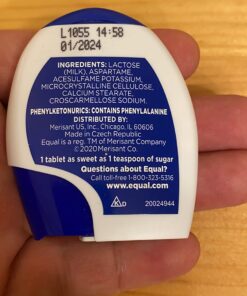 L1055 14:58
01/2024
INGREDIENTS: LACTOSE
(MILK), ASPARTAME,
ACESULFAME POTASSIUM,
MICROCRYSTALLINE CELLULOSE,
CALCIUM STEARATE,
CROSCARMELLOSE SODIUM.
PHENYLKETONURICS: CONTAINS PHENYLALANINE
DISTRIBUTED BY:
Merisant US, Inc., Chicago, IL 60606
Made in Czech Republic
Equal is a reg. TM of Merisant Company
© 2020 Merisant Co.
1 tablet as sweet as 1 teaspoon of sugar
Questions about Equal?
Call toll-free 1-800-323-5316
www.equal.com
20024944